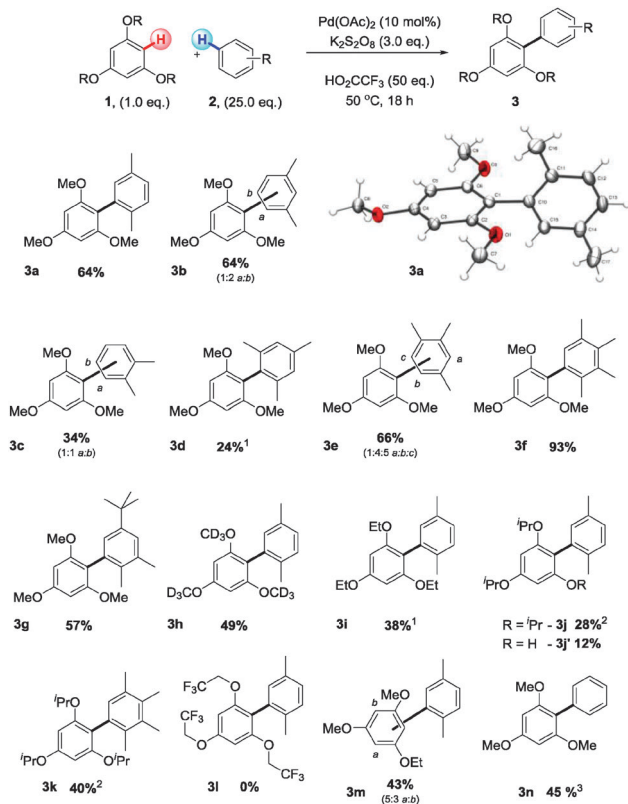 OR
H
RO
OR
1, (1.0 eq.)
+
H
R
2, (25.0 eq.)
Pd(OAc)2 (10 mol%)
K2S2O8 (3.0 eq.)
HO2CCF3 (50 eq.)
50 °C, 18 h
RO
R
RO
OR
3
MeO
MeO
OMe
3a
64%
MeO
b
a
MeO
OMe
3b
64%
(1:2 a:b)
3a
MeO
b
a
MeO
OMe
3c
34%
(1:1 a:b)
MeO
MeO
OMe
3d
24%1
MeO
c
a
b
MeO
OMe
3e
66%
(1:4:5 a:b:c)
MeO
MeO
OMe
3f
93%
MeO
MeO
OMe
3g
57%
OCD3
D3CO
OCD3
3h
49%
EtO
EtO
OEt
3i
38%1
iPrO
iPrO
OR
R = iPr - 3j 28%2
R = H - 3j' 12%
iPrO
iPrO
OiPr
3k
40%2
CF3
O
CF3
O
O
CF3
3l
0%
b
OMe
MeO
a
OEt
3m
43%
(5:3 a:b)
MeO
MeO
OMe
3n
45 %3